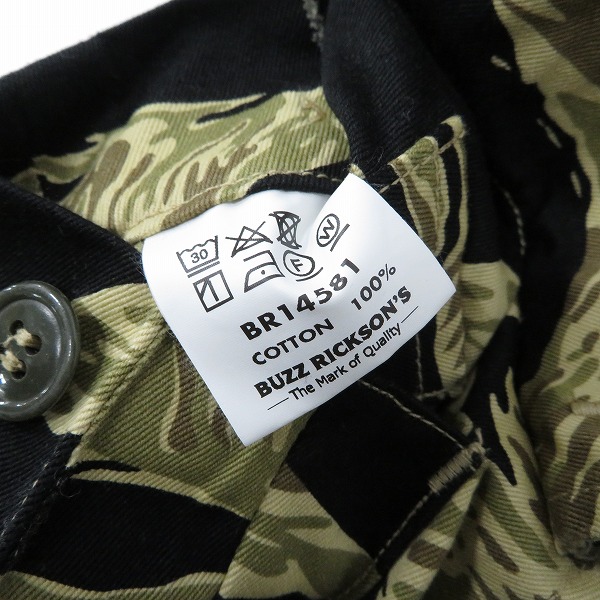 30
W
F
BR14581
COTTON 100%
BUZZ RICKSON'S
The Mark of Quality